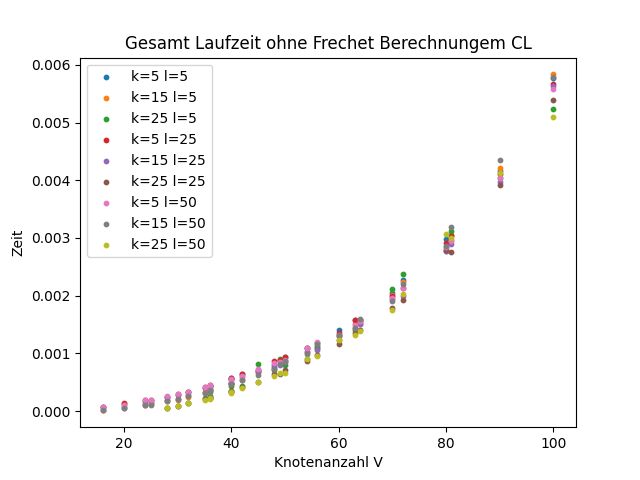 Gesamt Laufzeit ohne Frechet Berechnungem CL
0.006
0.005
0.004
0.003
0.002
0.001
0.000
Zeit
k=5 l=5
k=15 l=5
k=25 l=5
k=5 l=25
k=15 l=25
k=25 l=25
k=5 l=50
k=15 l=50
k=25 l=50
20 40 60 80 100
Knotenanzahl V